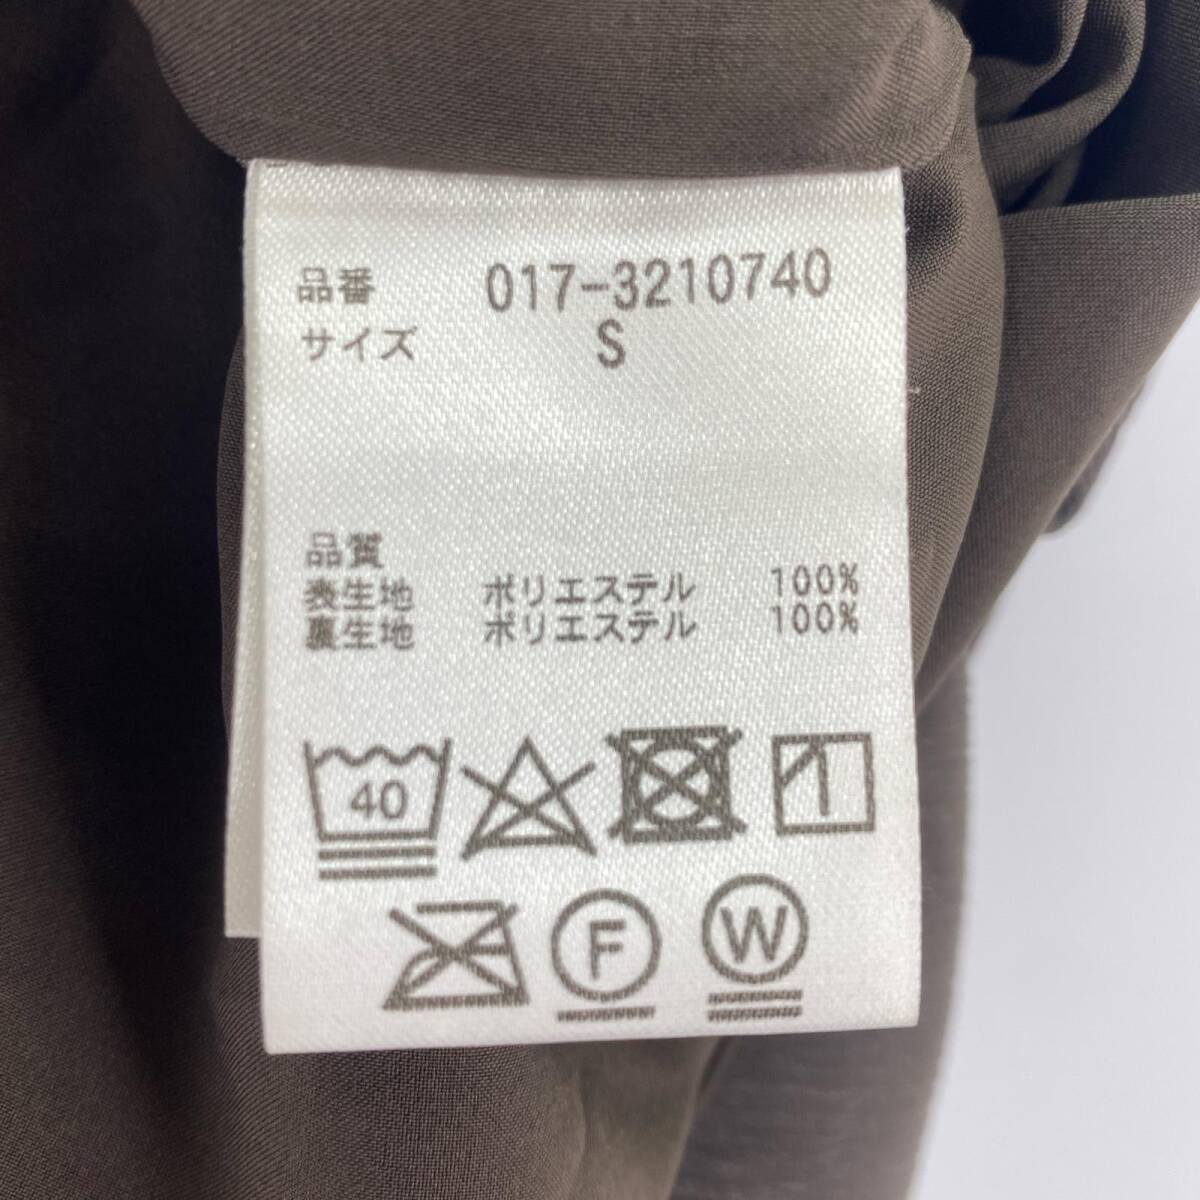 品番 017-3210740
サイズ S
品質
表生地 ポリエステル 100%
裏生地 ポリエステル 100%
40
F W